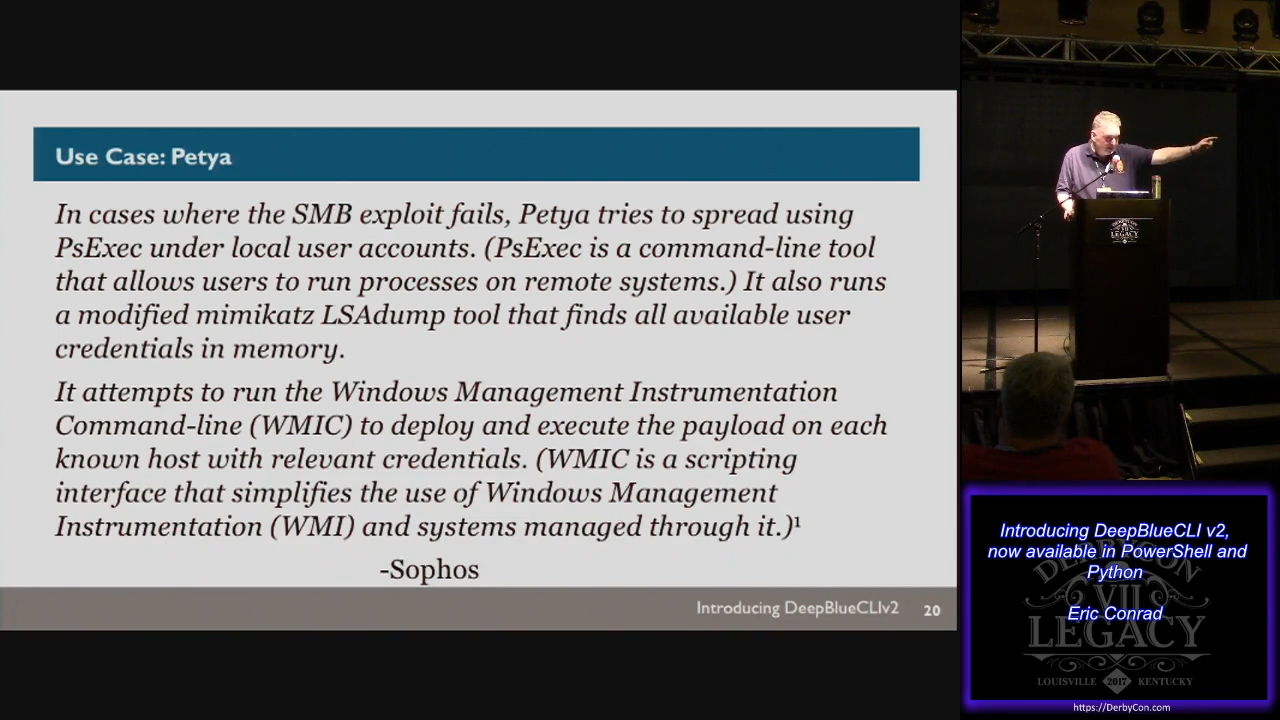 Use Case: Petya
In cases where the SMB exploit fails, Petya tries to spread using
PsExec under local user accounts. (PsExec is a command-line tool
that allows users to run processes on remote systems.) It also runs
a modified mimikatz LSAdump tool that finds all available user
credentials in memory.
It attempts to run the Windows Management Instrumentation
Command-line (WMIC) to deploy and execute the payload on each
known host with relevant credentials. (WMIC is a scripting
interface that simplifies the use of Windows Management
Instrumentation (WMI) and systems managed through it.)¹
-Sophos
Introducing DeepBlueCLIv2 20
DERBYCON
LEGACY
Introducing DeepBlueCLI v2,
now available in PowerShell and
Python
Eric Conrad
DERBYCON
VII
LEGACY
LOUISVILLE 2017 KENTUCKY
https://DerbyCon.com